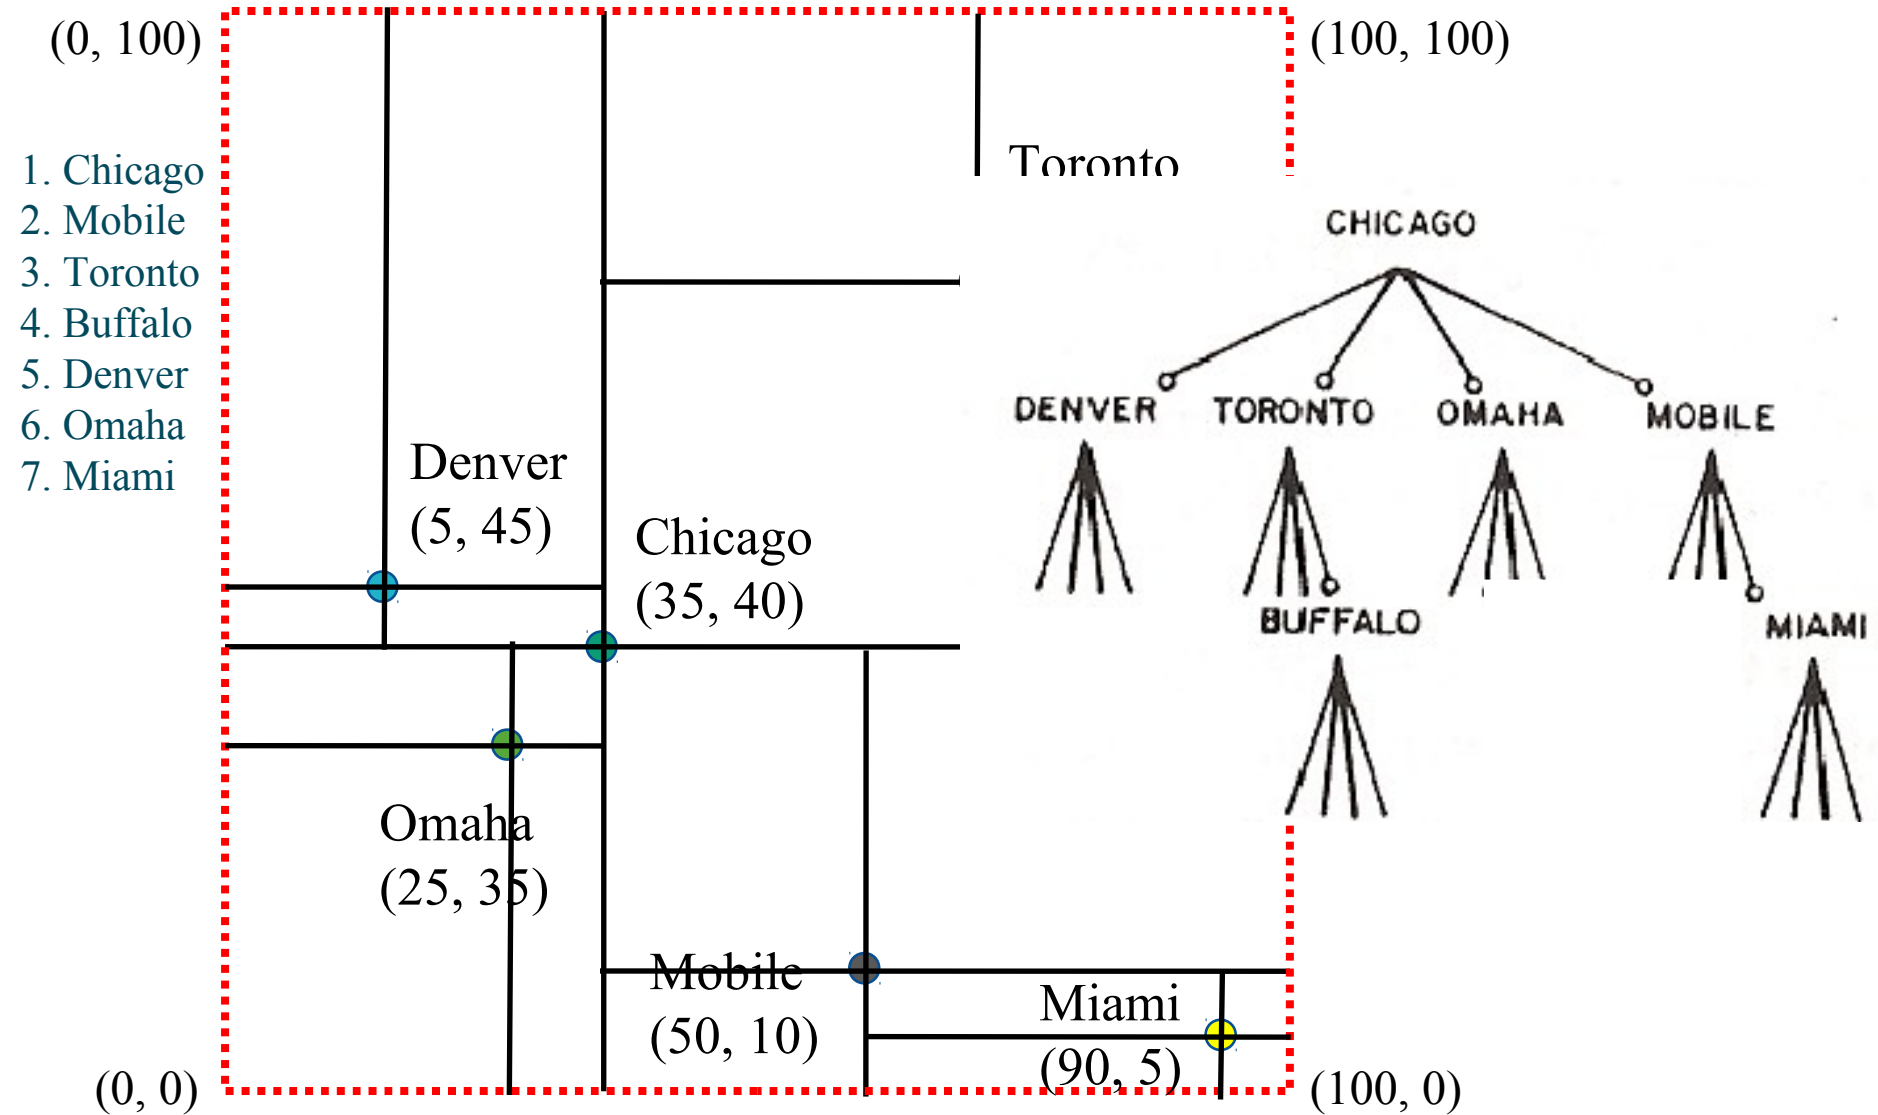 (0, 100)
(100, 100)
1. Chicago
2. Mobile
3. Toronto
4. Buffalo
5. Denver
6. Omaha
7. Miami
Toronto
CHICAGO
DENVER
TORONTO
OMAHA
MOBILE
Denver
(5, 45)
Chicago
(35, 40)
BUFFALO
MIAMI
Omaha
(25, 35)
Mobile
(50, 10)
Miami
(90, 5)
(0, 0)
(100, 0)